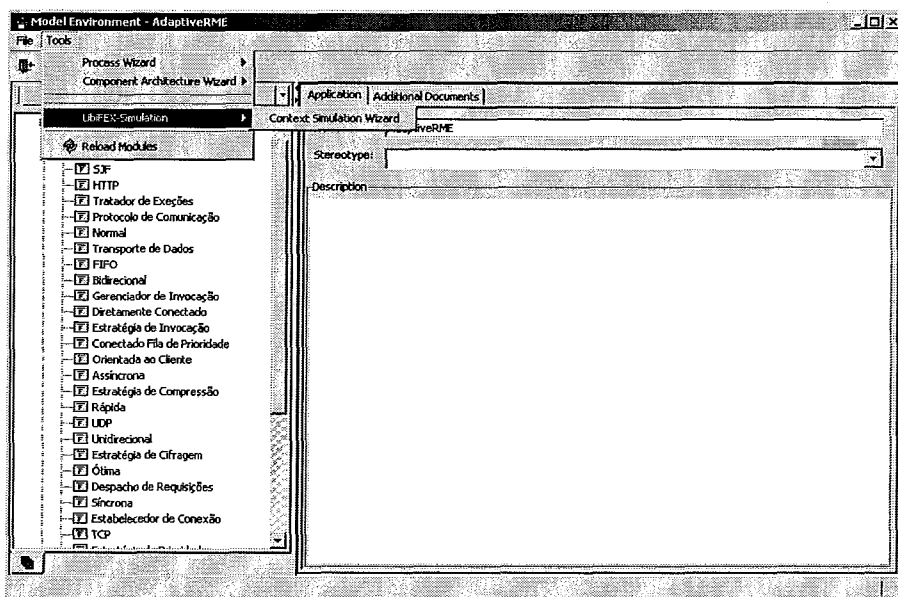 Model Environment - AdaptiveRME
File Tools
Process Wizard
Component Architecture Wizard
Application Additional Documents
UbiFEX-Simulation
Context Simulation Wizard
Reload Modules
Stereotype:
Description
SJF
HTTP
Tratador de Exeções
Protocolo de Comunicação
Normal
Transporte de Dados
FIFO
Bidirecional
Gerenciador de Invocação
Diretamente Conectado
Estratégia de Invocação
Conectado Fila de Prioridade
Orientada ao Cliente
Assíncrona
Estratégia de Compressão
Rápida
UDP
Unidirecional
Estratégia de Cifragem
Ótima
Despacho de Requisições
Síncrona
Estabelecedor de Conexão
TCP